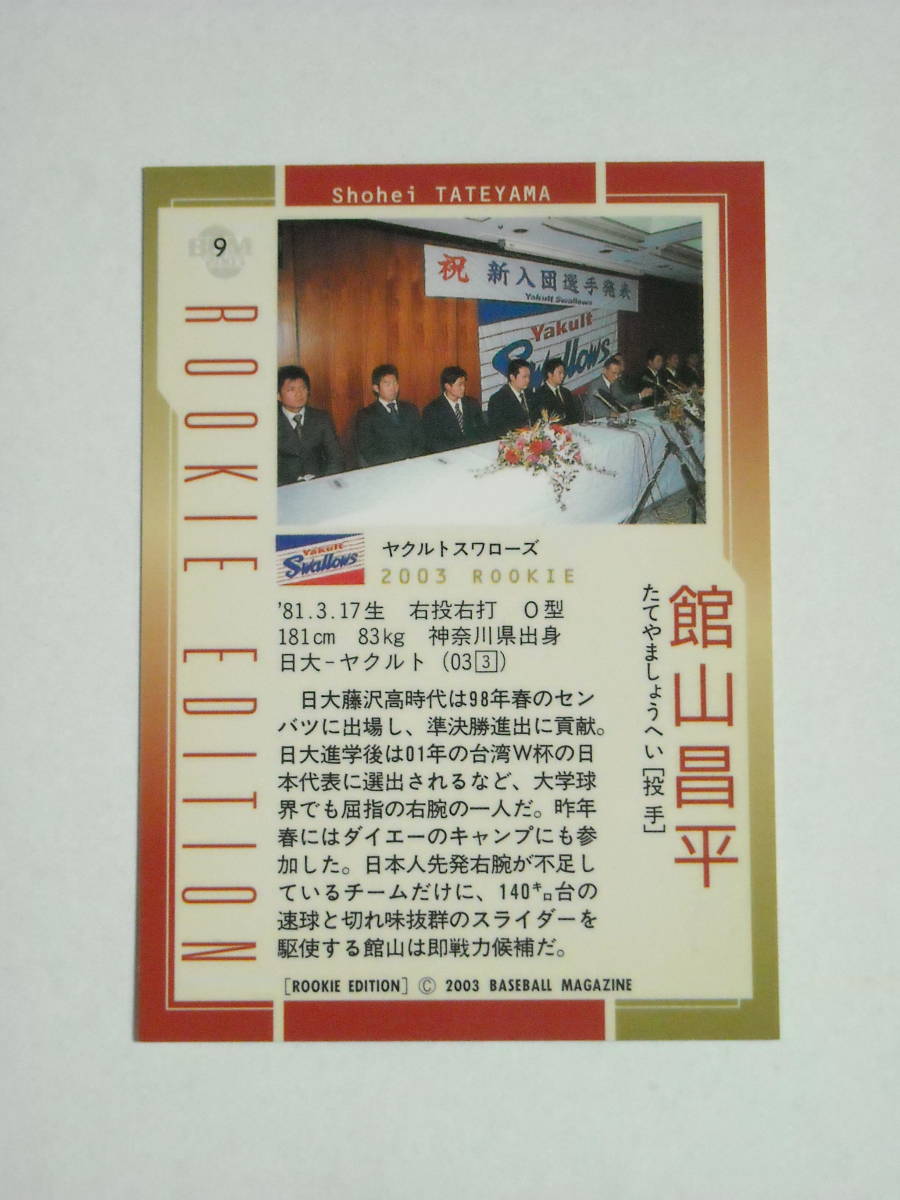 Shohei TATEYAMA
9
ROOKIE EDITION
祝 新入団選手発表
Yakult Swallows
Yakult
Swallows
Yakult
Swallows
ヤクルトスワローズ
2003 ROOKIE
館山昌平
たてやましょうへい[投手]
'81.3.17生 右投右打 O型
181cm 83kg 神奈川県出身
日大-ヤクルト(03[3])
日大藤沢高時代は98年春のセン
バツに出場し、準決勝進出に貢献。
日大進学後は01年の台湾W杯の日
本代表に選出されるなど、大学球
界でも屈指の右腕の一人だ。昨年
春にはダイエーのキャンプにも参
加した。日本人先発右腕が不足し
ているチームだけに、140㌔台の
速球と切れ味抜群のスライダーを
駆使する館山は即戦力候補だ。
[ROOKIE EDITION] © 2003 BASEBALL MAGAZINE